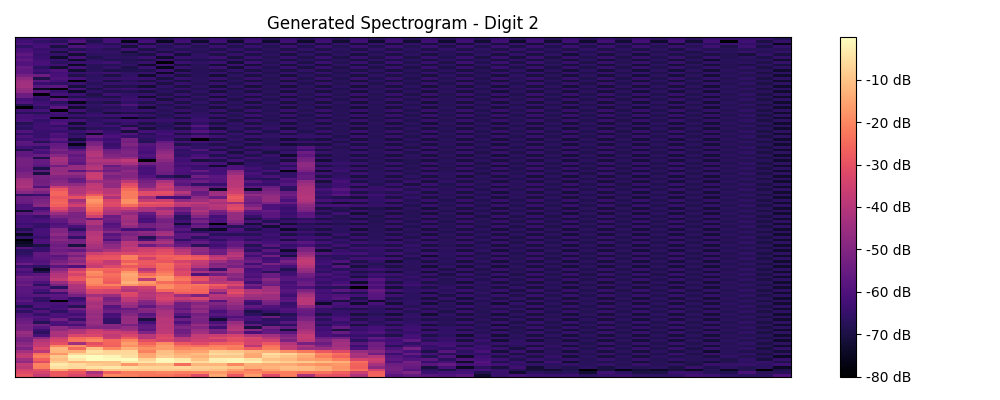 Generated Spectrogram - Digit 2
-10 dB
-20 dB
-30 dB
-40 dB
-50 dB
-60 dB
-70 dB
-80 dB